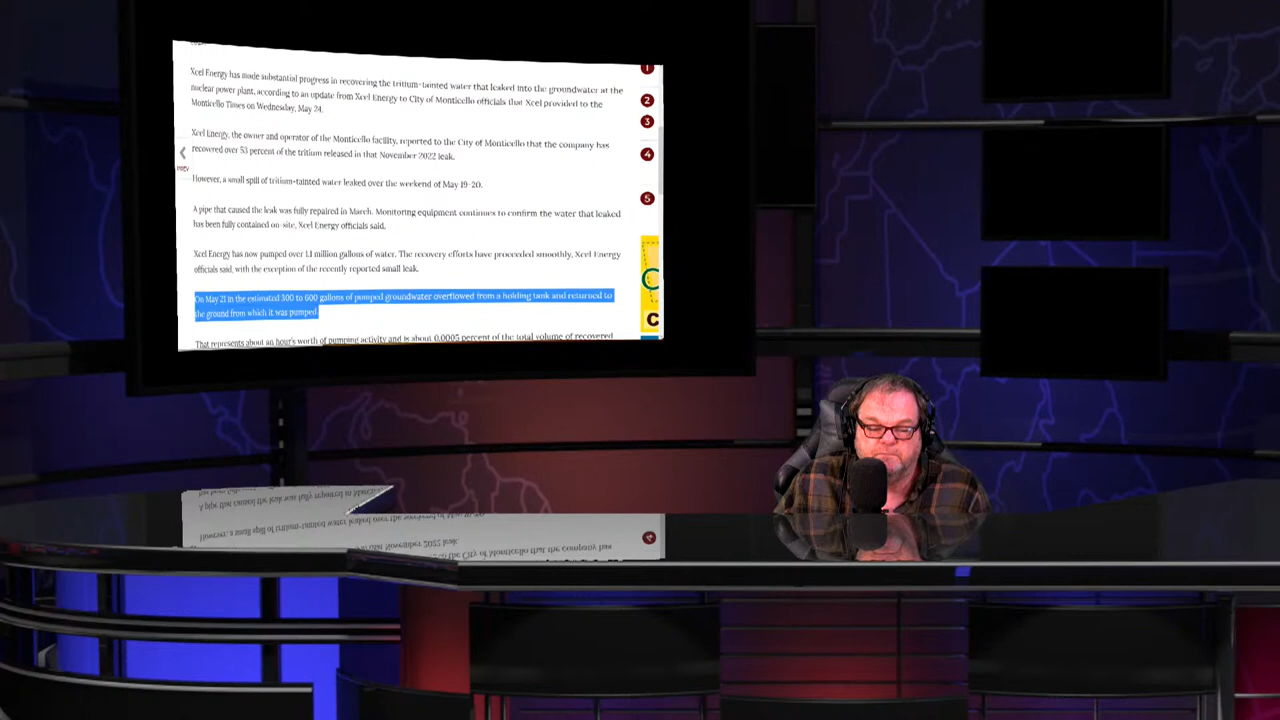 Xcel Energy has made substantial progress in recovering the tritium-tainted water that leaked into the groundwater at the
nuclear power plant, according to an update from Xcel Energy to City of Monticello officials that Xcel provided to the
Monticello Times on Wednesday, May 24.
Xcel Energy, the owner and operator of the Monticello facility, reported to the City of Monticello that the company has
recovered over 53 percent of the tritium released in that November 2022 leak.
However, a small spill of tritium-tainted water leaked over the weekend of May 19-20.
A pipe that caused the leak was fully repaired in March. Monitoring equipment continues to confirm the water that leaked
has been fully contained on-site, Xcel Energy officials said.
Xcel Energy has now pumped over 1.1 million gallons of water. The recovery efforts have proceeded smoothly, Xcel Energy
officials said, with the exception of the recently reported small leak.
On May 21 in the estimated 300 to 600 gallons of pumped groundwater overflowed from a holding tank and returned to
the ground from which it was pumped.
That represents about an hour's worth of pumping activity and is about 0.0005 percent of the total volume of recovered
PREV
1
2
3
4
5
C